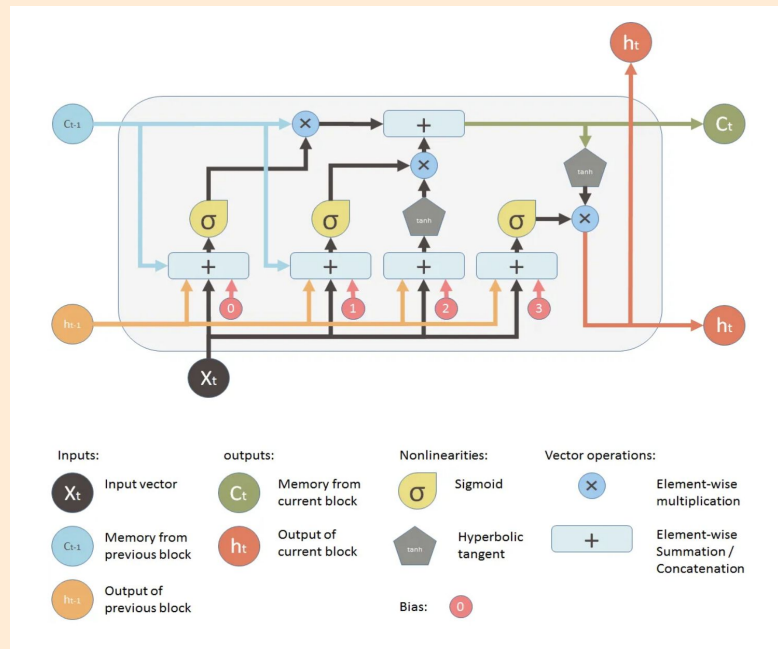 ht
Ct-1
×
+
Ct
tanh
×
σ
σ
tanh
σ
×
+
+
+
+
0
1
2
3
ht-1
ht
Xt
Inputs:
outputs:
Nonlinearities:
Vector operations:
Xt
Input vector
Ct
Memory from
current block
σ
Sigmoid
×
Element-wise
multiplication
Ct-1
Memory from
previous block
ht
Output of
current block
tanh
Hyperbolic
tangent
+
Element-wise
Summation /
Concatenation
ht-1
Output of
previous block
Bias:
0